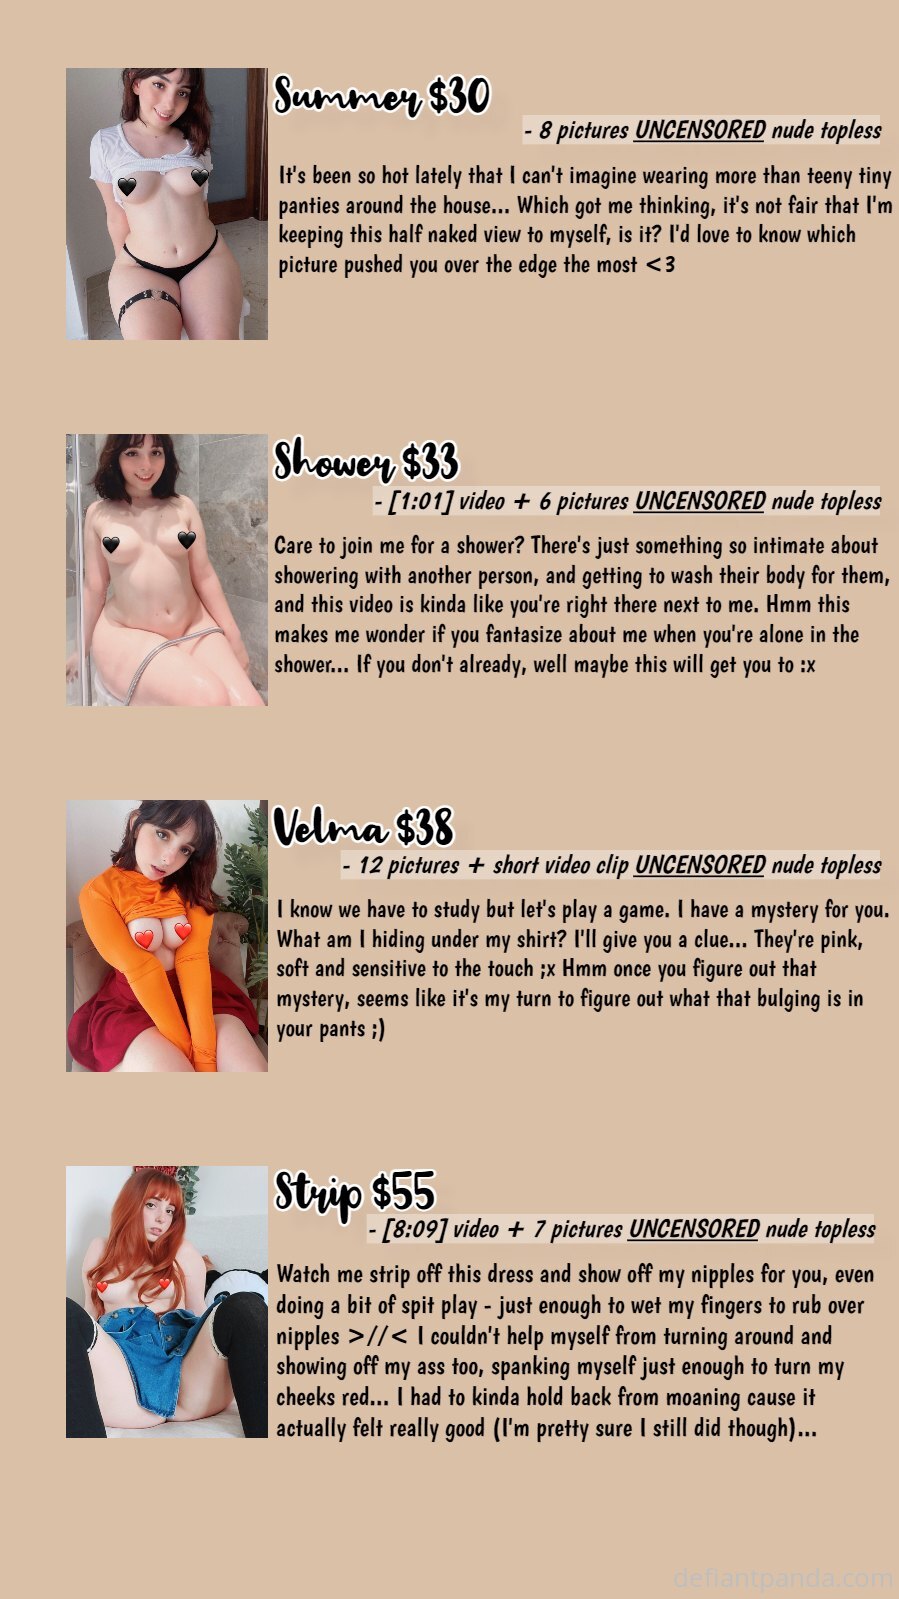 Summer $30
- 8 pictures UNCENSORED nude topless
It's been so hot lately that I can't imagine wearing more than teeny tiny
panties around the house... Which got me thinking, it's not fair that I'm
keeping this half naked view to myself, is it? I'd love to know which
picture pushed you over the edge the most <3
Shower $33
- [1:01] video + 6 pictures UNCENSORED nude topless
Care to join me for a shower? There's just something so intimate about
showering with another person, and getting to wash their body for them,
and this video is kinda like you're right there next to me. Hmm this
makes me wonder if you fantasize about me when you're alone in the
shower... If you don't already, well maybe this will get you to :x
Velma $38
- 12 pictures + short video clip UNCENSORED nude topless
I know we have to study but let's play a game. I have a mystery for you.
What am I hiding under my shirt? I'll give you a clue... They're pink,
soft and sensitive to the touch ;x Hmm once you figure out that
mystery, seems like it's my turn to figure out what that bulging is in
your pants ;)
Strip $55
- [8:09] video + 7 pictures UNCENSORED nude topless
Watch me strip off this dress and show off my nipples for you, even
doing a bit of spit play - just enough to wet my fingers to rub over
nipples >//< I couldn't help myself from turning around and
showing off my ass too, spanking myself just enough to turn my
cheeks red... I had to kinda hold back from moaning cause it
actually felt really good (I'm pretty sure I still did though)...
defiantpanda.com